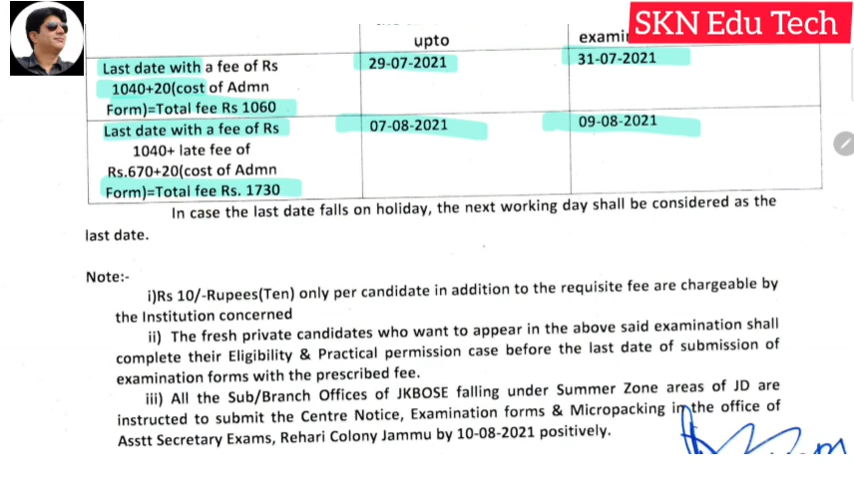 SKN Edu Tech
upto
Last date with a fee of Rs
1040+20(cost of Admn
Form)=Total fee Rs 1060
29-07-2021
31-07-2021
Last date with a fee of Rs
1040+ late fee of
Rs.670+20(cost of Admn
Form)=Total fee Rs. 1730
07-08-2021
09-08-2021
In case the last date falls on holiday, the next working day shall be considered as the
last date.
Note:-
i)Rs 10/-Rupees(Ten) only per candidate in addition to the requisite fee are chargeable by
the Institution concerned
ii) The fresh private candidates who want to appear in the above said examination shall
complete their Eligibility & Practical permission case before the last date of submission of
examination forms with the prescribed fee.
iii) All the Sub/Branch Offices of JKBOSE falling under Summer Zone areas of JD are
instructed to submit the Centre Notice, Examination forms & Micropacking in the office of
Asstt Secretary Exams, Rehari Colony Jammu by 10-08-2021 positively.